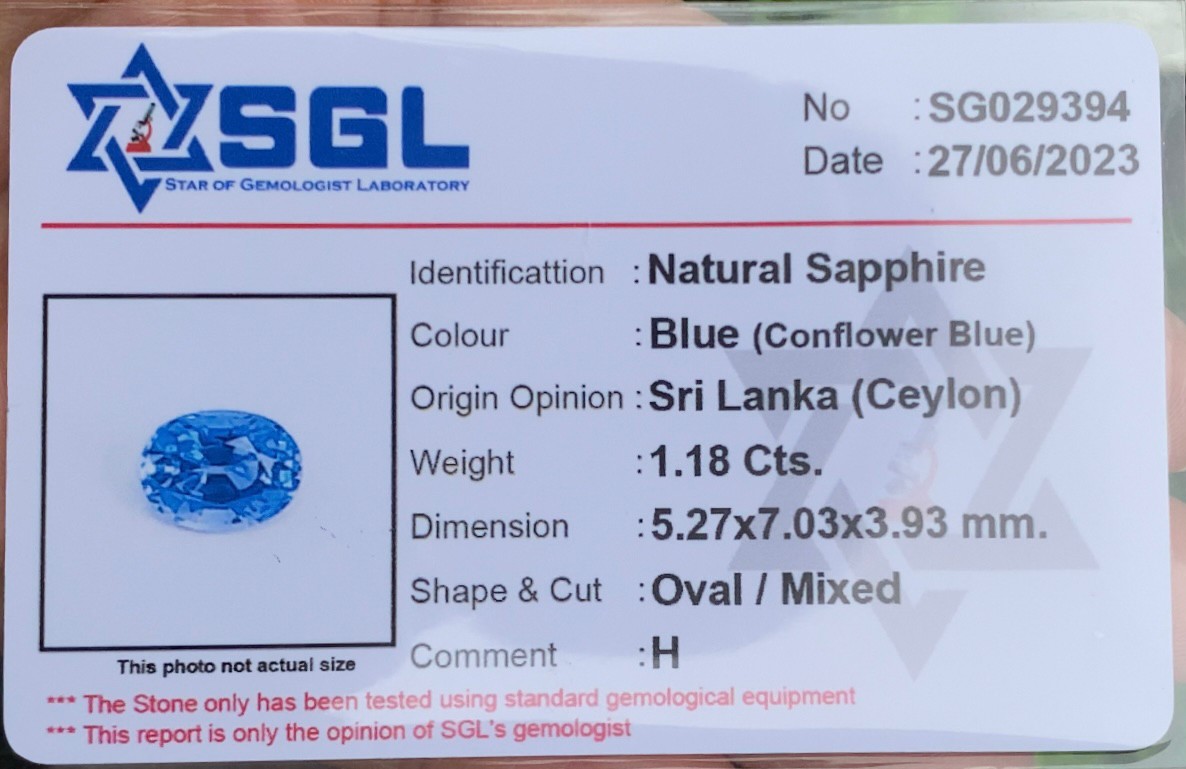 SGL
STAR OF GEMOLOGIST LABORATORY
No : SG029394
Date : 27/06/2023
Identificattion : Natural Sapphire
Colour : Blue (Conflower Blue)
Origin Opinion : Sri Lanka (Ceylon)
Weight : 1.18 Cts.
Dimension : 5.27x7.03x3.93 mm.
Shape & Cut : Oval / Mixed
Comment : H
This photo not actual size
*** The Stone only has been tested using standard gemological equipment
*** This report is only the opinion of SGL's gemologist